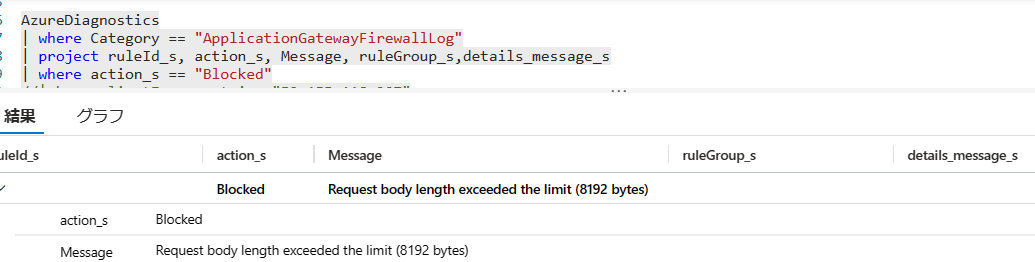 AzureDiagnostics
| where Category == "ApplicationGatewayFirewallLog"
| project ruleId_s, action_s, Message, ruleGroup_s,details_message_s
| where action_s == "Blocked"
結果 グラフ
ruleId_s action_s Message ruleGroup_s details_message_s
Blocked Request body length exceeded the limit (8192 bytes)
action_s Blocked
Message Request body length exceeded the limit (8192 bytes)